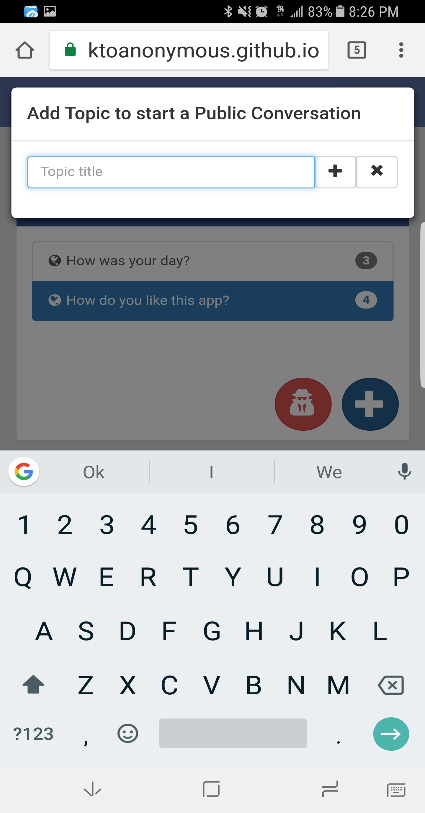 83% 8:26 PM
ktoanonymous.github.io 5
Add Topic to start a Public Conversation
Topic title
How was your day? 3
How do you like this app? 4
G Ok I We
1 2 3 4 5 6 7 8 9 0
Q W E R T Y U I O P
A S D F G H J K L
Z X C V B N M
?123 , .